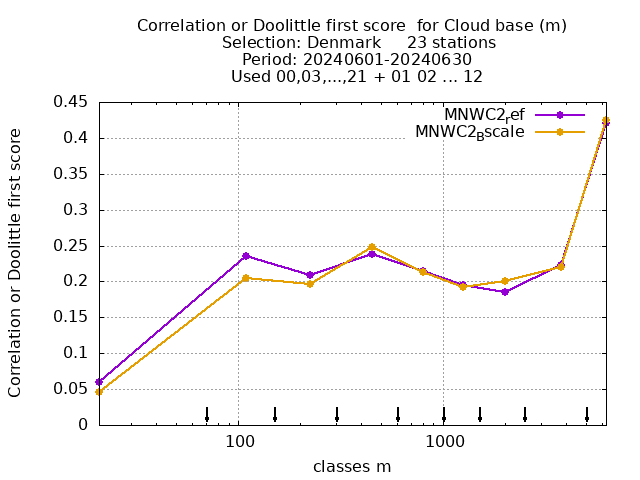 Correlation or Doolittle first score  for Cloud base (m)
Selection: Denmark     23 stations
Period: 20240601-20240630
Used 00,03,...,21 + 01 02 ... 12
MNWC2ref
MNWC2Bscale
Correlation or Doolittle first score
0.45
0.4
0.35
0.3
0.25
0.2
0.15
0.1
0.05
0
100 1000
classes m